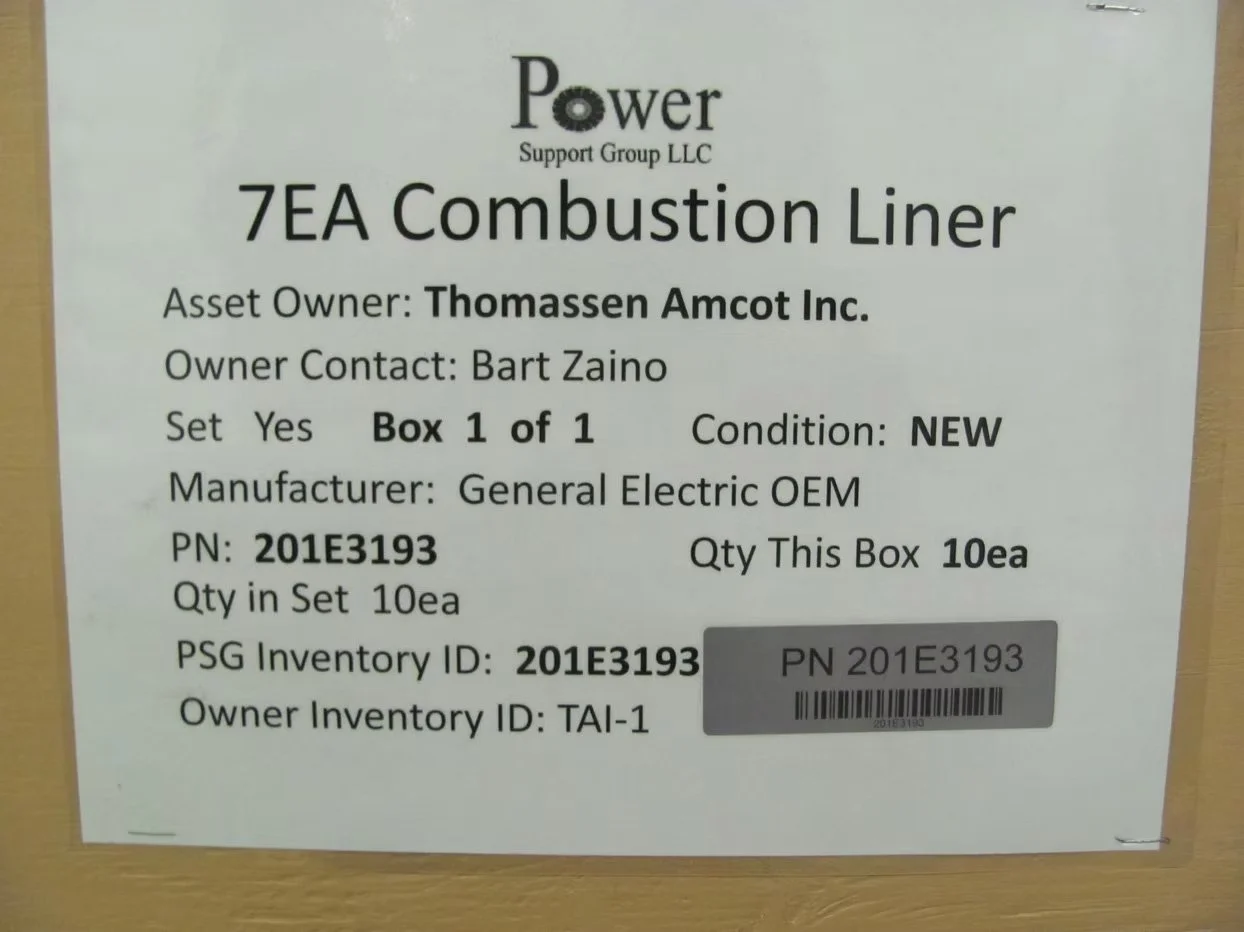 Power
Support Group LLC
7EA Combustion Liner
Asset Owner: Thomassen Amcot Inc.
Owner Contact: Bart Zaino
Set Yes Box 1 of 1 Condition: NEW
Manufacturer: General Electric OEM
PN: 201E3193 Qty This Box 10ea
Qty in Set 10ea
PSG Inventory ID: 201E3193
PN 201E3193
201E3193
Owner Inventory ID: TAI-1